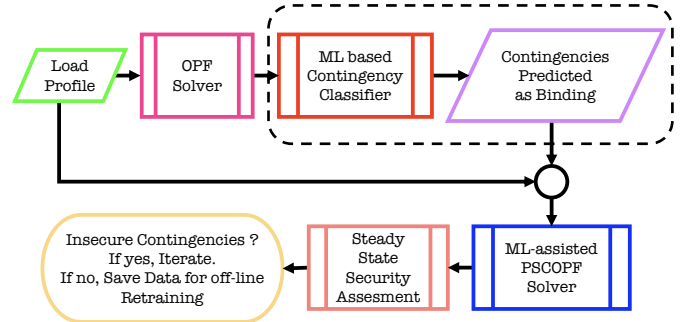 Load
Profile
OPF
Solver
ML based
Contingency
Classifier
Contingencies
Predicted
as Binding
Insecure Contingencies ?
If yes, Iterate.
If no, Save Data for off-line
Retraining
Steady
State
Security
Assesment
ML-assisted
PSCOPF
Solver